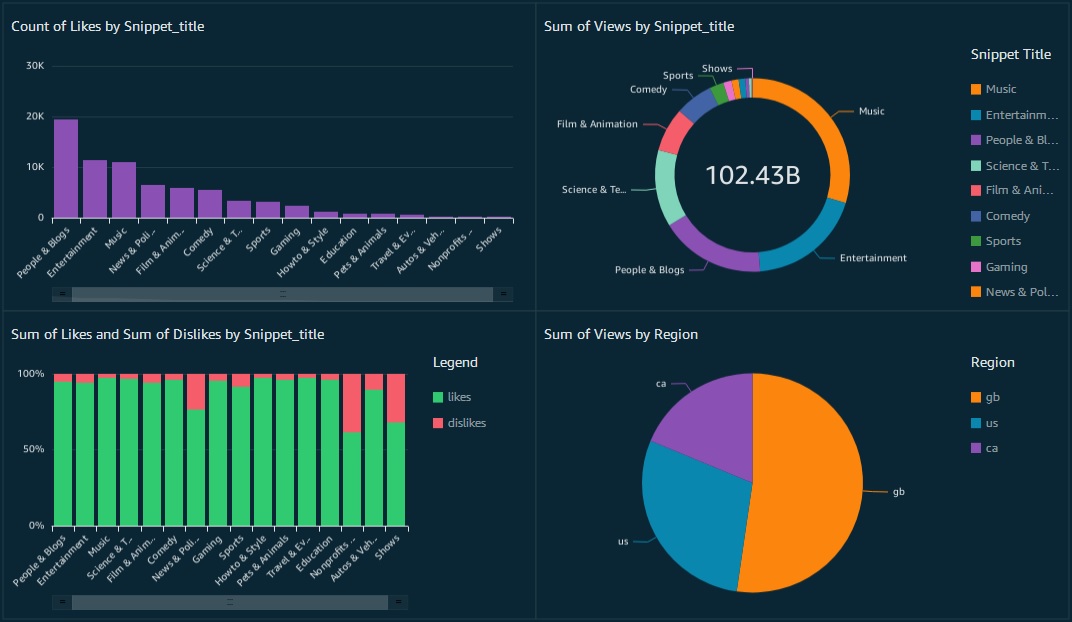 Count of Likes by Snippet_title
30K
20K
10K
0
People & Blogs
Entertainment
Music
News & Poli...
Film & Anim...
Comedy
Science & T...
Sports
Gaming
Howto & Style
Education
Pets & Animals
Travel & Ev...
Autos & Veh...
Nonprofits ...
Shows
Sum of Views by Snippet_title
Shows
Sports
Comedy
Film & Animation
Science & Te...
People & Blogs
Music
Entertainment
102.43B
Snippet Title
Music
Entertainm...
People & Bl...
Science & T...
Film & Ani...
Comedy
Sports
Gaming
News & Pol...
Sum of Likes and Sum of Dislikes by Snippet_title
100%
50%
0%
People & Blogs
Entertainment
Music
Science & T...
Film & Anim...
Comedy
News & Poli...
Gaming
Sports
Howto & Style
Pets & Animals
Travel & Ev...
Education
Nonprofits ...
Autos & Veh...
Shows
Legend
likes
dislikes
Sum of Views by Region
ca
us
gb
Region
gb
us
ca